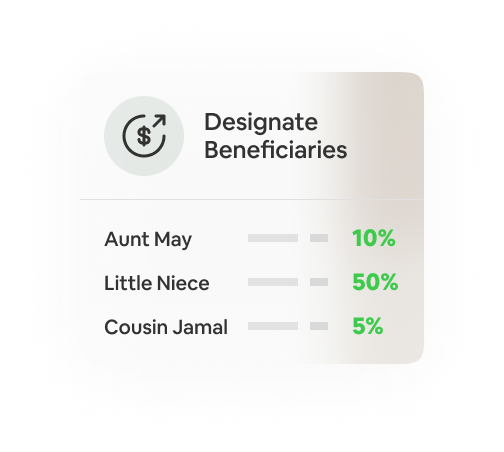 $
Designate
Beneficiaries
Aunt May 10%
Little Niece 50%
Cousin Jamal 5%